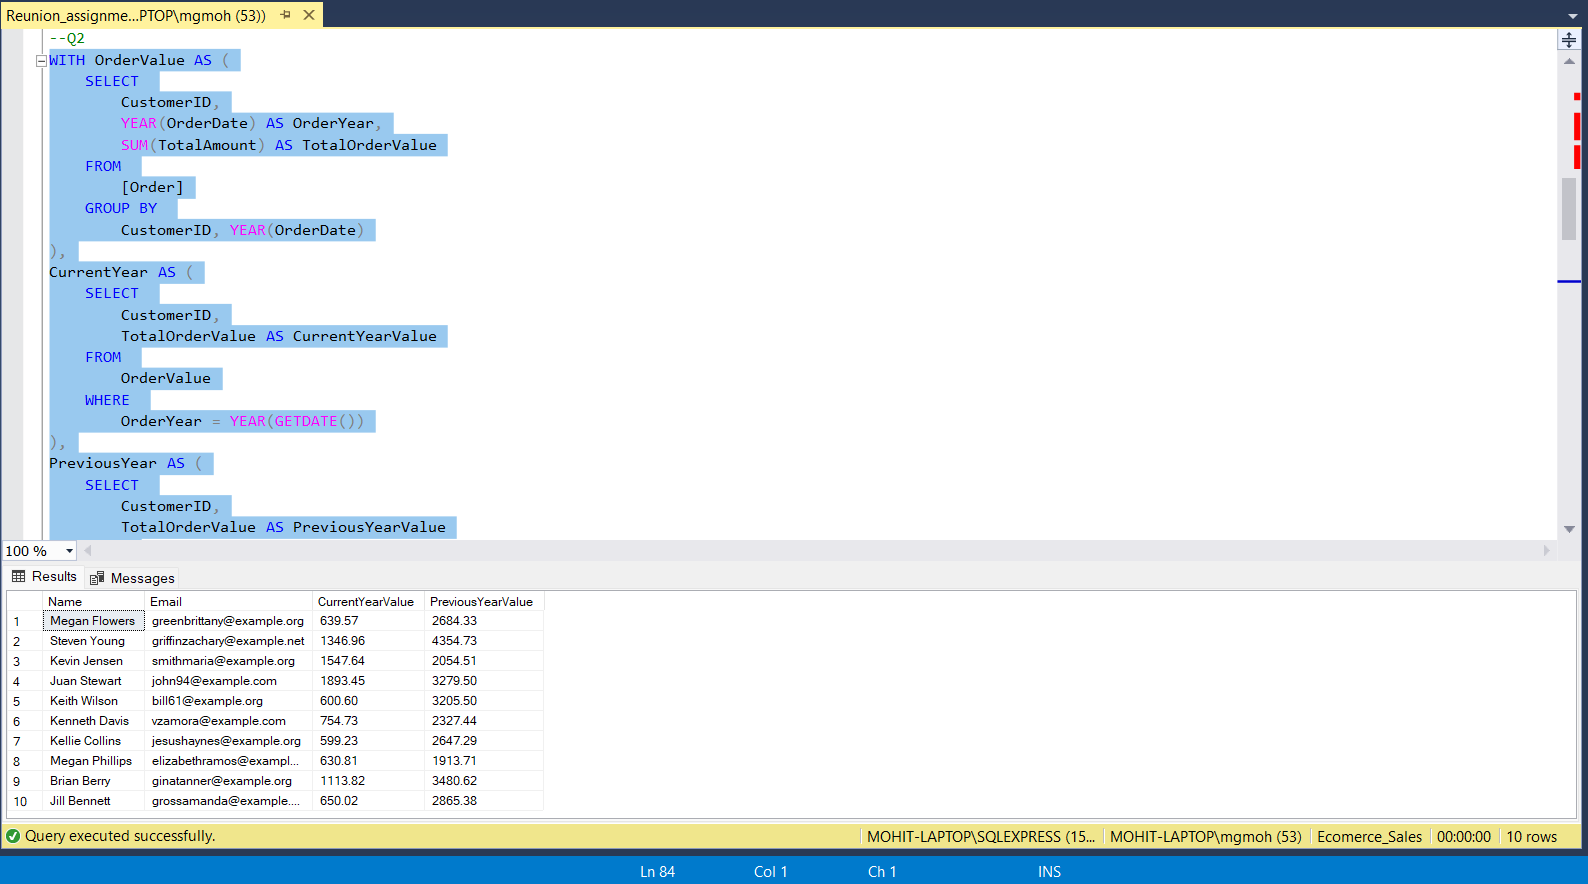 Reunion_assignme...PTOP\mgmoh (53))
--Q2
WITH OrderValue AS (
SELECT
CustomerID,
YEAR(OrderDate) AS OrderYear,
SUM(TotalAmount) AS TotalOrderValue
FROM
[Order]
GROUP BY
CustomerID, YEAR(OrderDate)
),
CurrentYear AS (
SELECT
CustomerID,
TotalOrderValue AS CurrentYearValue
FROM
OrderValue
WHERE
OrderYear = YEAR(GETDATE())
),
PreviousYear AS (
SELECT
CustomerID,
TotalOrderValue AS PreviousYearValue
100 %
Results Messages
Name Email CurrentYearValue PreviousYearValue
1 Megan Flowers greenbrittany@example.org 639.57 2684.33
2 Steven Young griffinzachary@example.net 1346.96 4354.73
3 Kevin Jensen smithmaria@example.org 1547.64 2054.51
4 Juan Stewart john94@example.com 1893.45 3279.50
5 Keith Wilson bill61@example.org 600.60 3205.50
6 Kenneth Davis vzamora@example.com 754.73 2327.44
7 Kellie Collins jesushaynes@example.org 599.23 2647.29
8 Megan Phillips elizabethramos@exampl... 630.81 1913.71
9 Brian Berry ginatanner@example.org 1113.82 3480.62
10 Jill Bennett grossamanda@example.... 650.02 2865.38
Query executed successfully. MOHIT-LAPTOP\SQLEXPRESS (15... MOHIT-LAPTOP\mgmoh (53) Ecomerce_Sales 00:00:00 10 rows
Ln 84 Col 1 Ch 1 INS